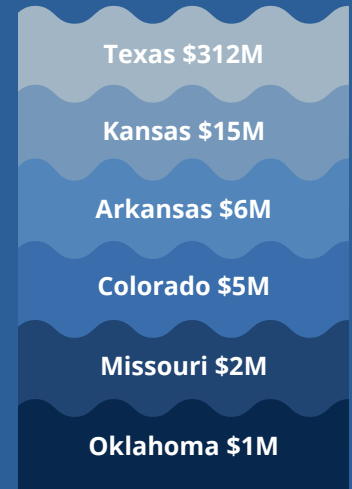 Texas $312M
Kansas $15M
Arkansas $6M
Colorado $5M
Missouri $2M
Oklahoma $1M